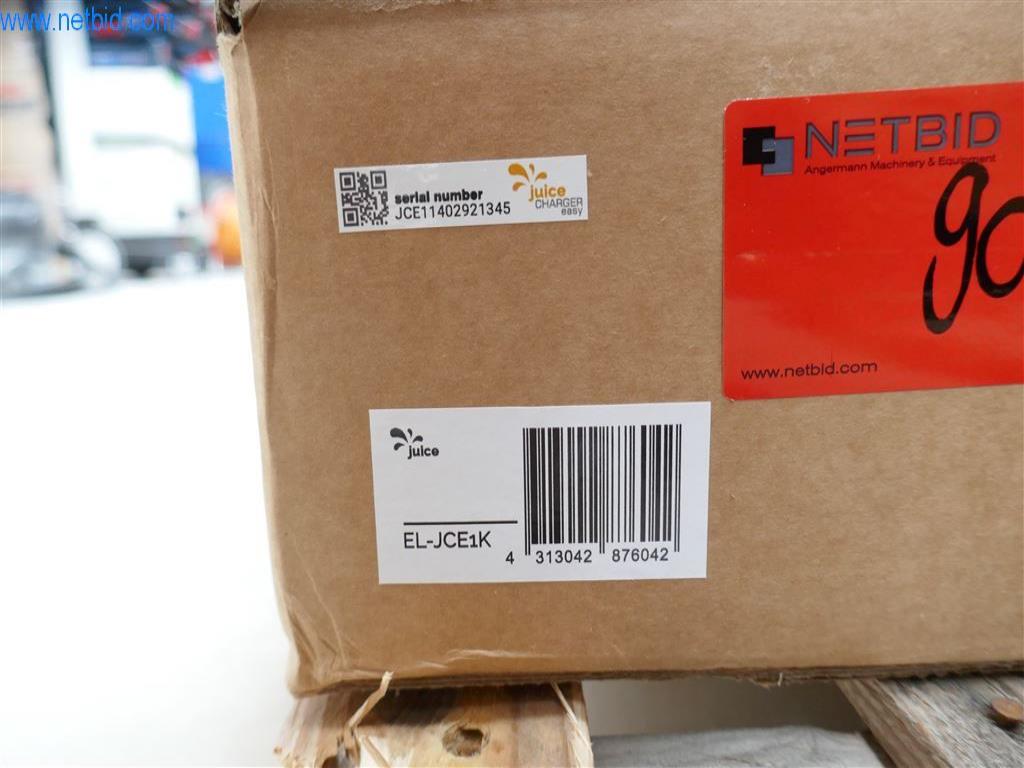 www.netbid.com
serial number
JCE11402921345
juice
CHARGER
easy
NETBID
Angermann Machinery & Equipment
www.netbid.com
juice
EL-JCE1K
4 313042 876042